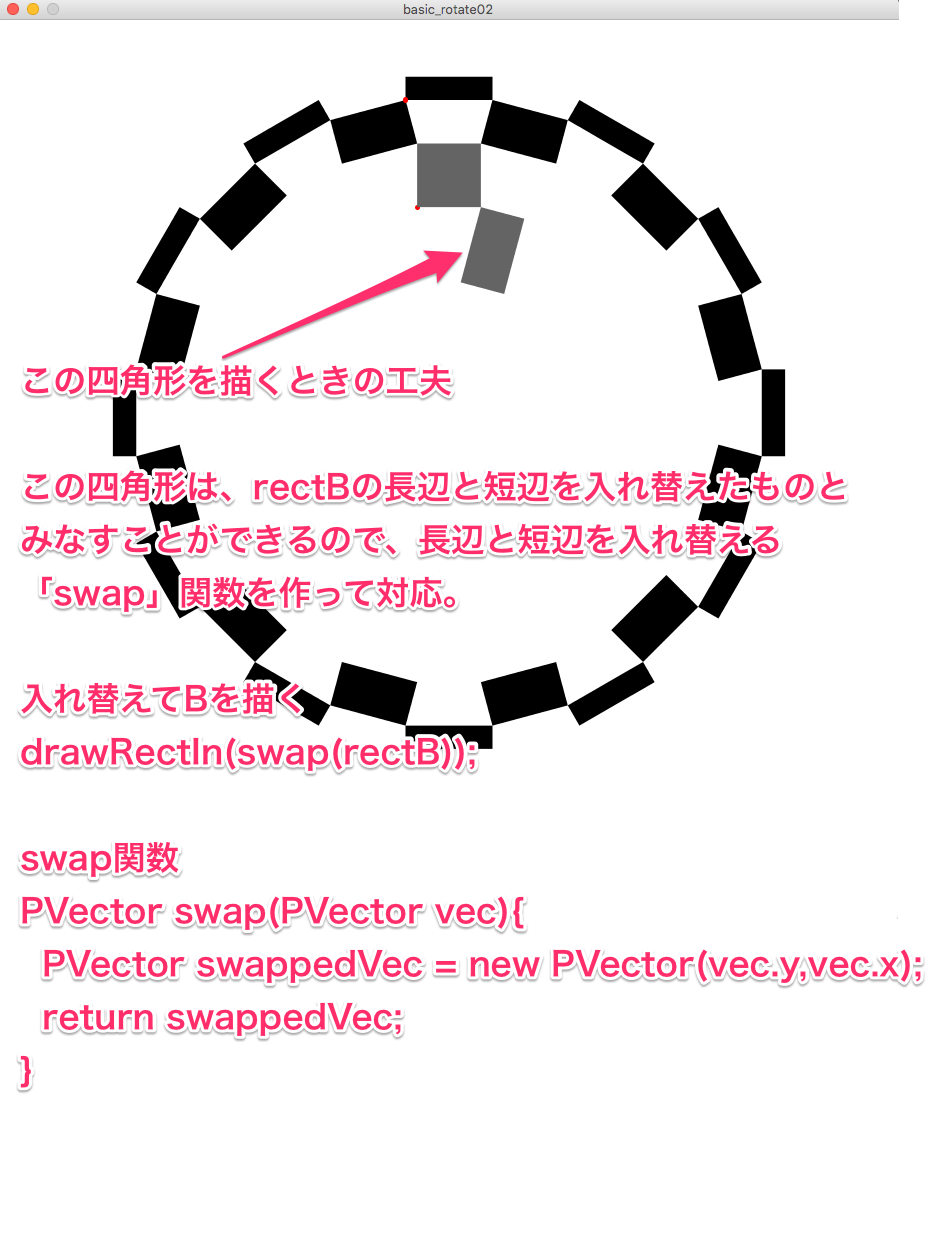 basic_rotate02
この四角形を描くときの工夫
この四角形は、rectBの長辺と短辺を入れ替えたものと
みなすことができるので、長辺と短辺を入れ替える
「swap」関数を作って対応。
入れ替えてBを描く
drawRectIn(swap(rectB));
swap関数
PVector swap(PVector vec){
PVector swappedVec = new PVector(vec.y,vec.x);
return swappedVec;
}